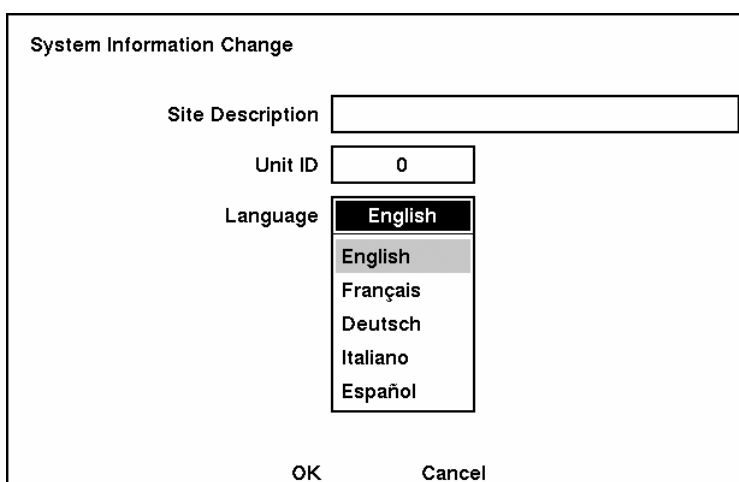 System Information Change
Site Description
Unit ID 0
Language English
English
Français
Deutsch
Italiano
Español
OK Cancel